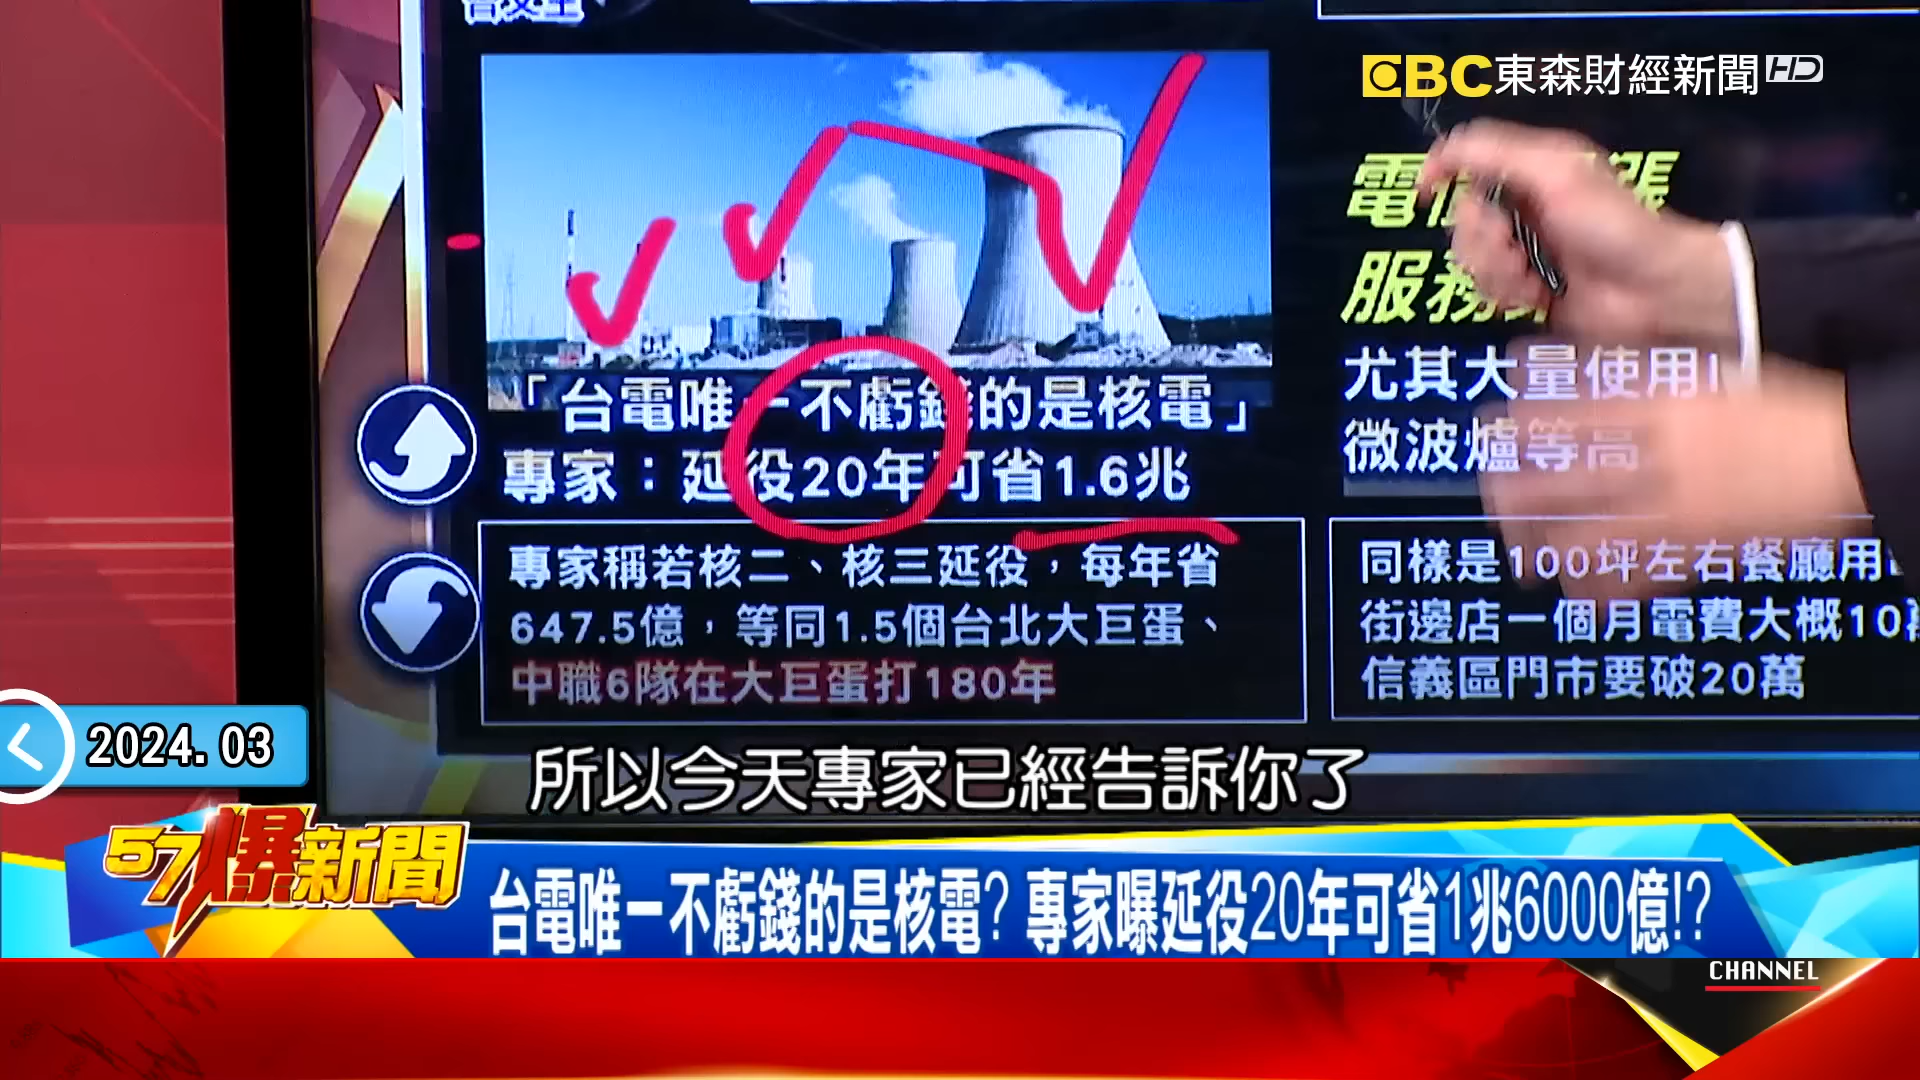 EBC東森財經新聞HD
服務
「台電唯一不虧錢的是核電」
專家：延役20年可省1.6兆
尤其大量使用
微波爐等高
專家稱若核二、核三延役，每年省
647.5億，等同1.5個台北大巨蛋、
中職6隊在大巨蛋打180年
同樣是100坪左右餐廳用
街邊店一個月電費大概10萬
信義區門市要破20萬
2024.03
所以今天專家已經告訴你了
57爆新聞
台電唯一不虧錢的是核電? 專家曝延役20年可省1兆6000億!?
CHANNEL